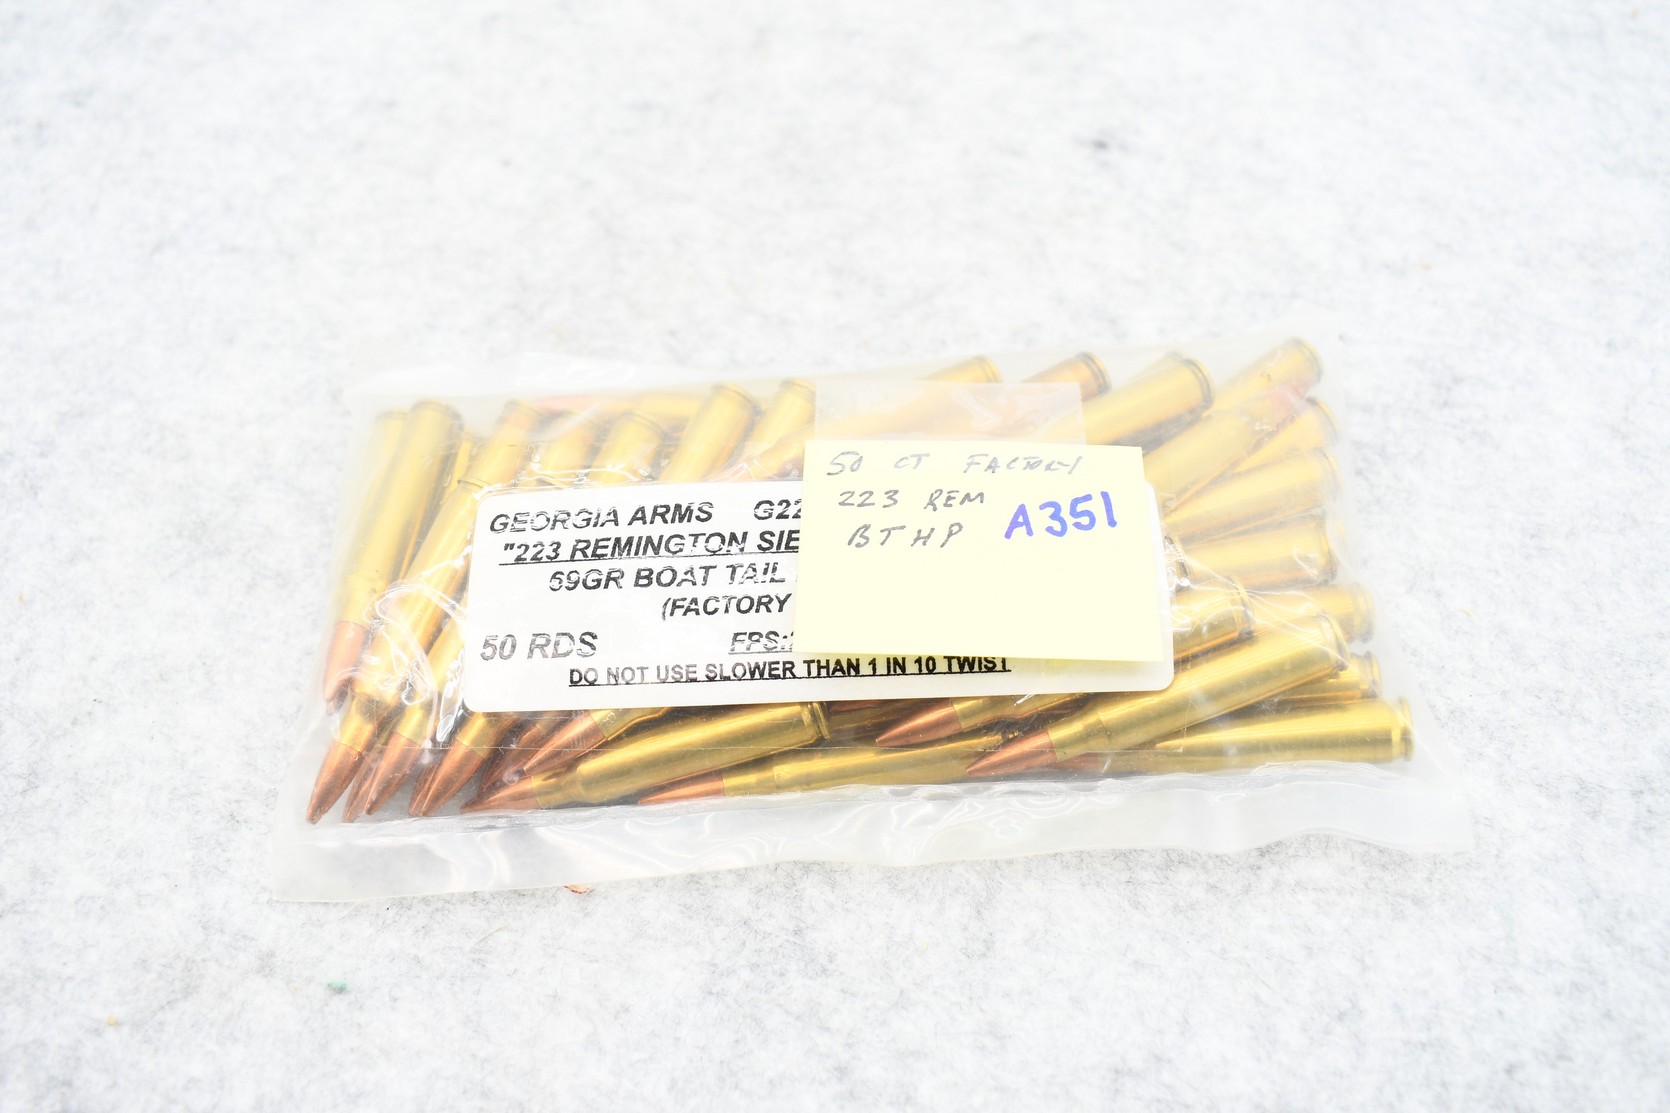 GEORGIA ARMS G22
"223 REMINGTON SIE
69GR BOAT TAIL
(FACTORY
50 RDS FPS:
DO NOT USE SLOWER THAN 1 IN 10 TWIST
50 CT FACTORY
223 REM
BTHP
A351